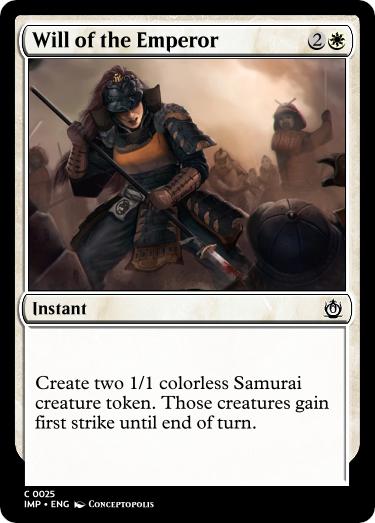 Will of the Emperor 2
Instant
Create two 1/1 colorless Samurai
creature token. Those creatures gain
first strike until end of turn.
C 0025
IMP • ENG Conceptopolis